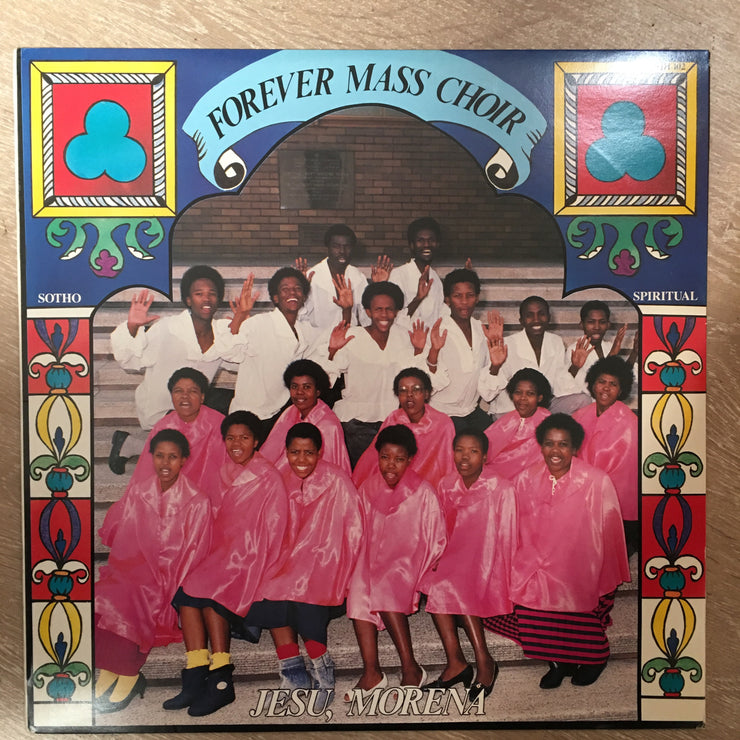 FOREVER MASS CHOIR
SOTHO
SPIRITUAL
JESU, MORENA